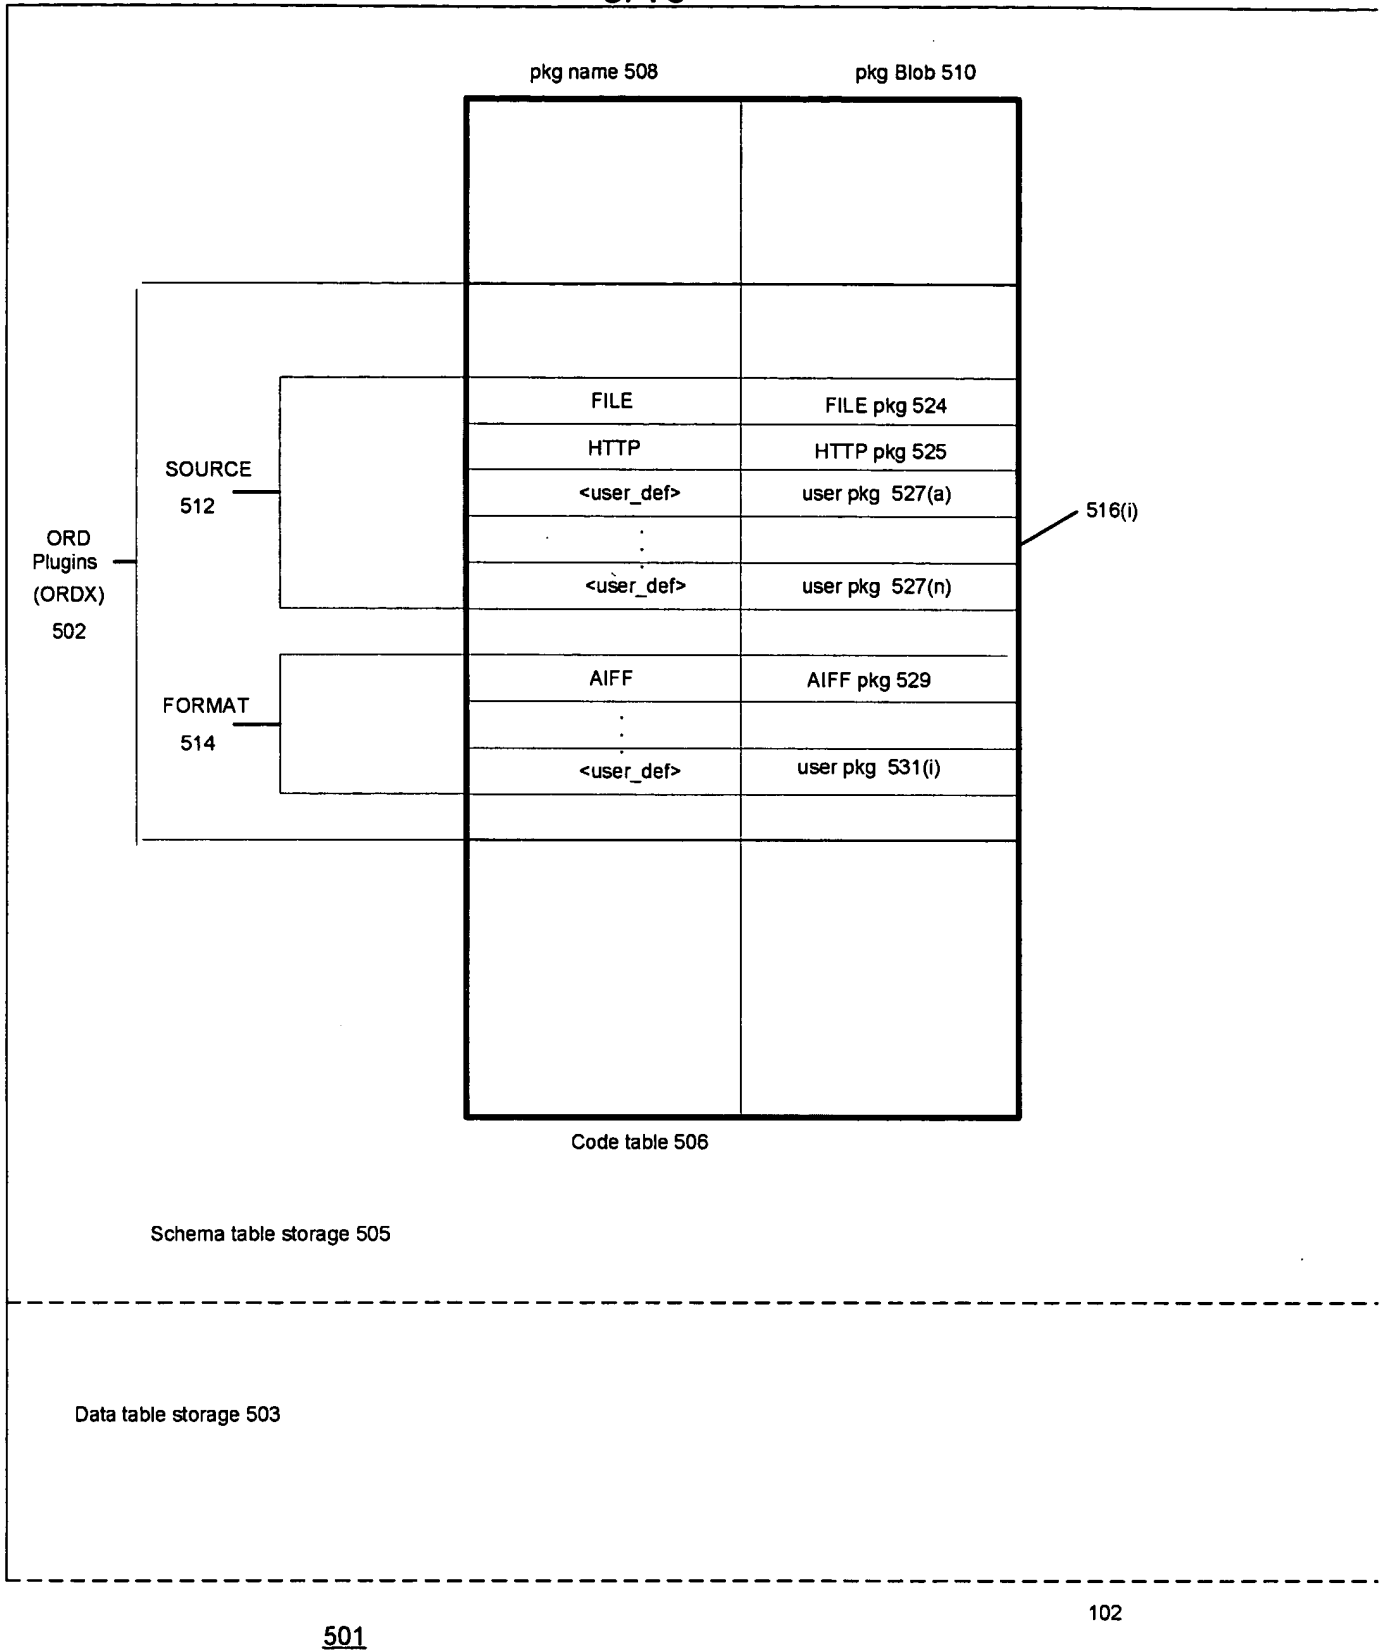 pkg name 508
pkg Blob 510
FILE
FILE pkg 524
HTTP
HTTP pkg 525
SOURCE
512
<user_def>
user pkg 527(a)
516(i)
ORD
Plugins
(ORDX)
502
<user_def>
user pkg 527(n)
AIFF
AIFF pkg 529
FORMAT
514
<user_def>
user pkg 531(i)
Code table 506
Schema table storage 505
Data table storage 503
102
501